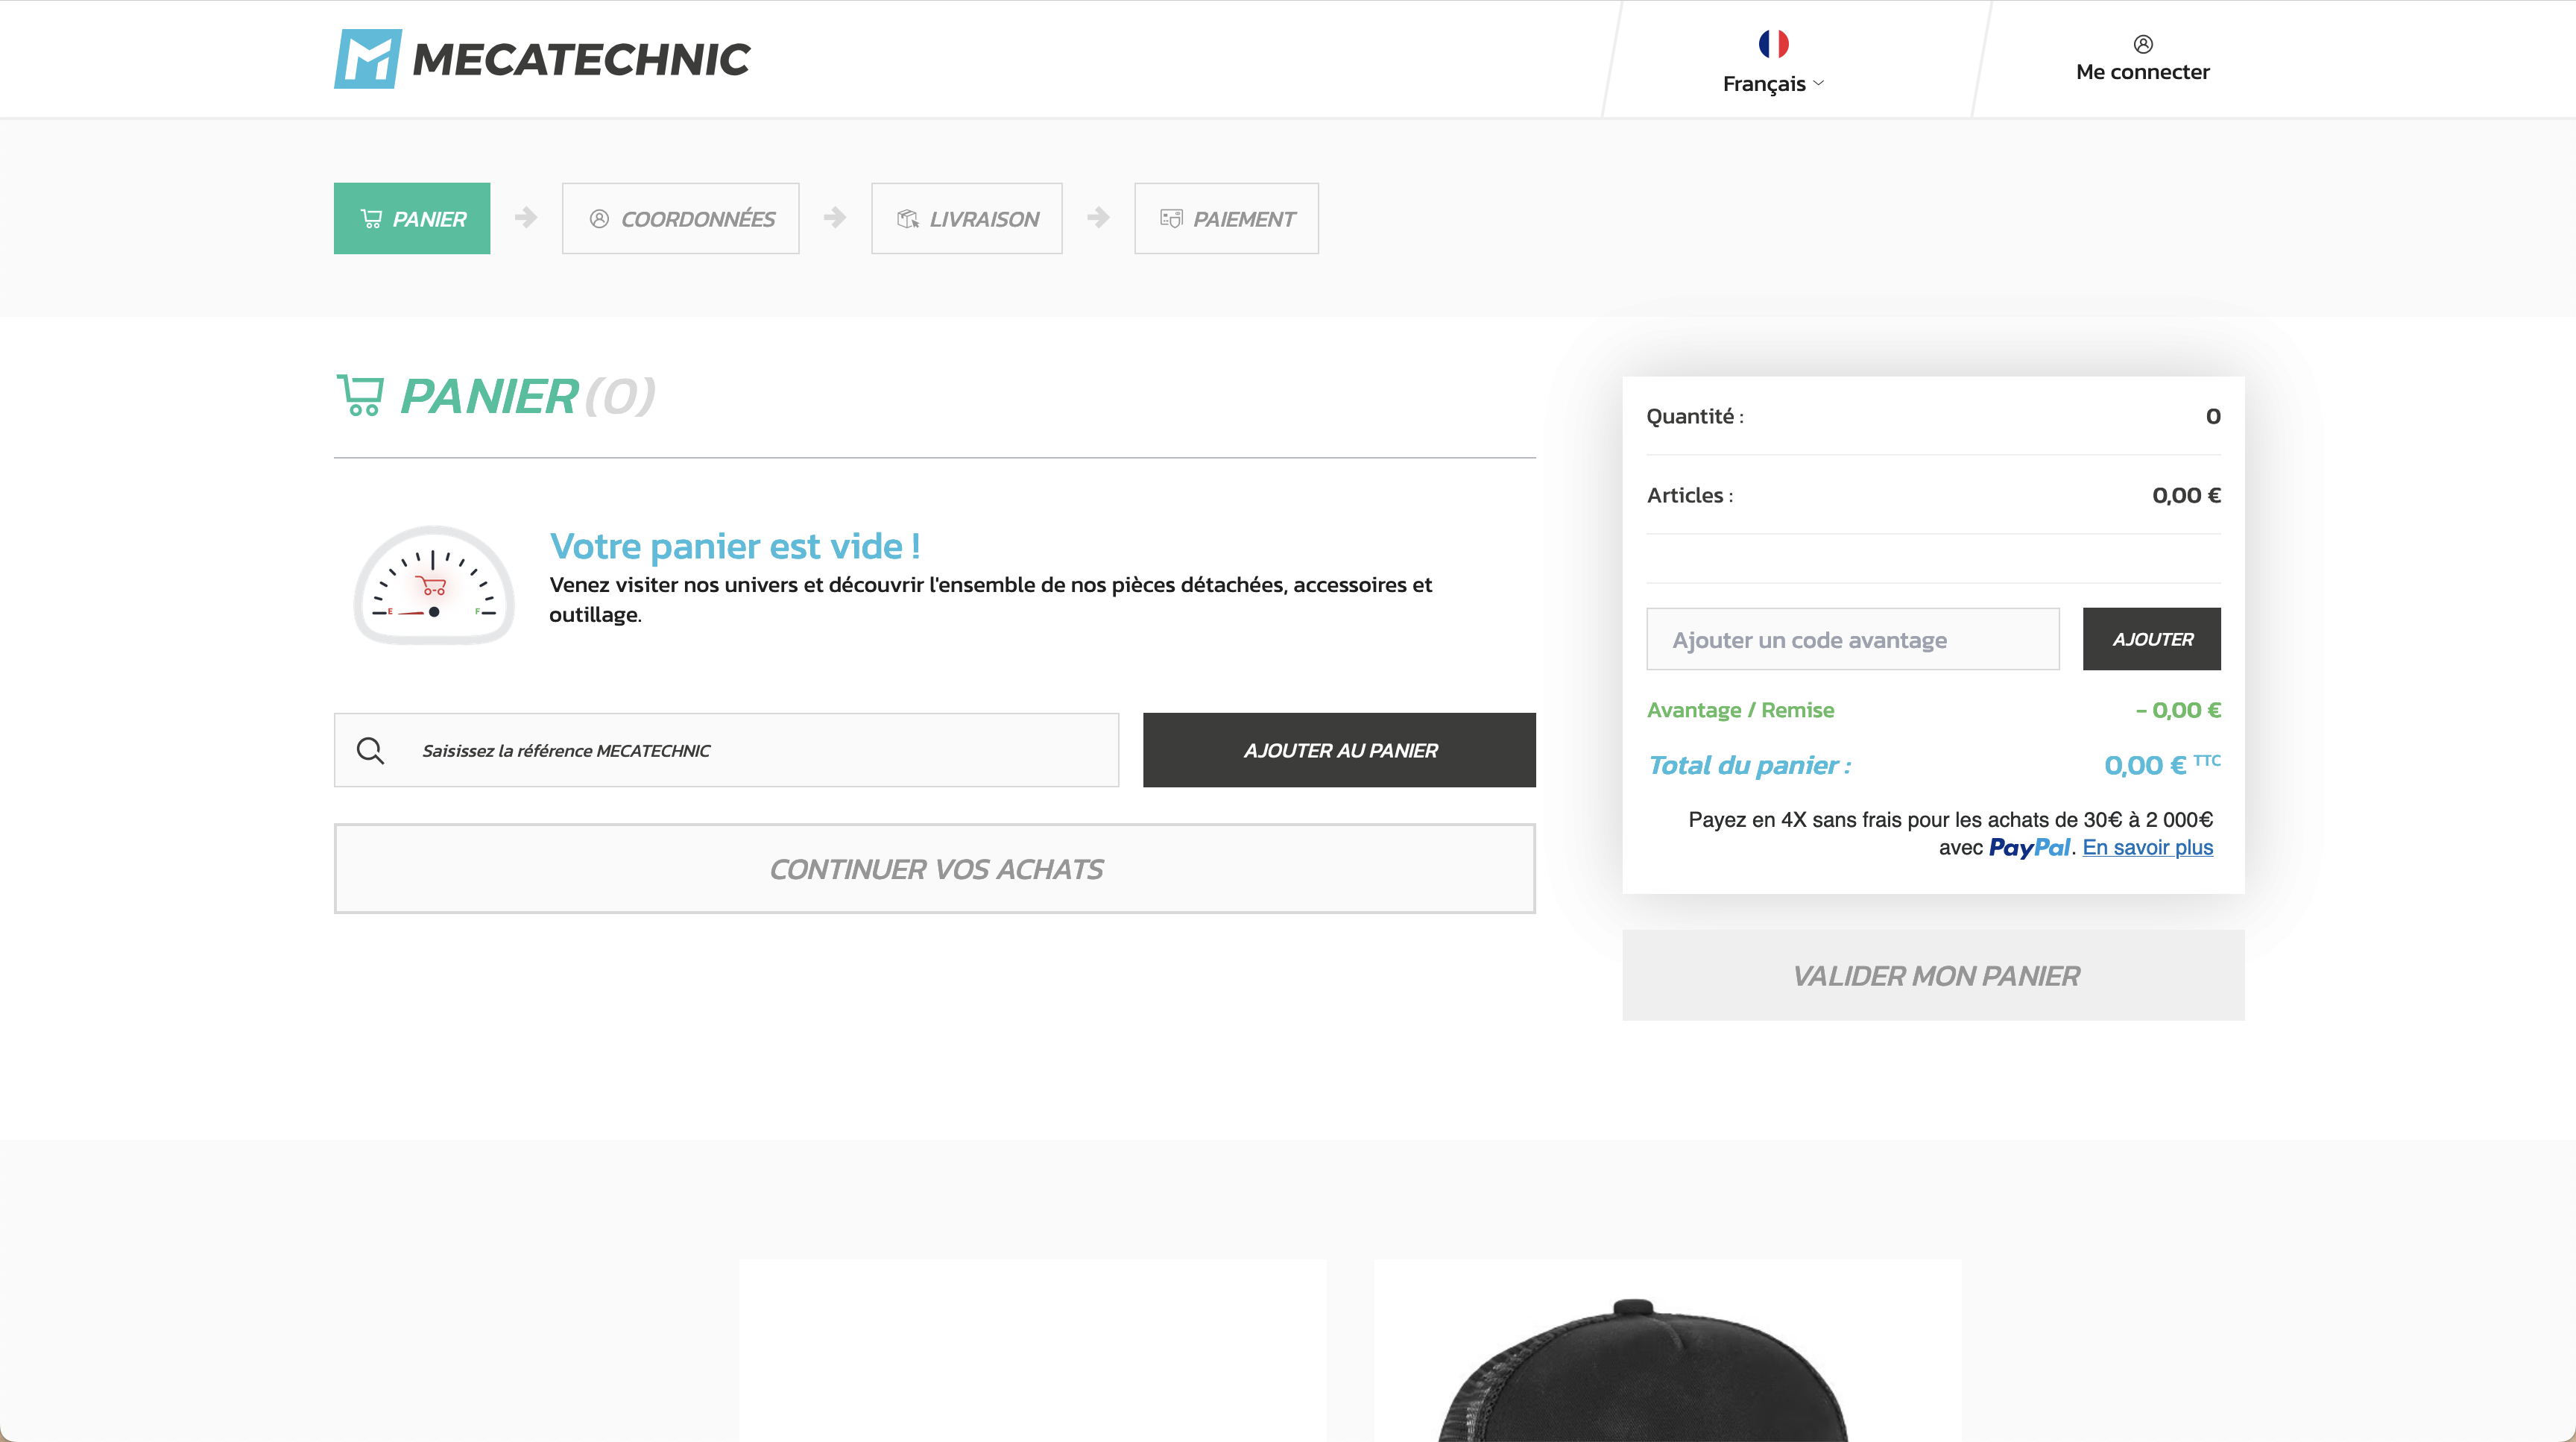 MECATECHNIC
Français
Me connecter
PANIER
COORDONNÉES
LIVRAISON
PAIEMENT
PANIER (0)
Votre panier est vide !
Venez visiter nos univers et découvrir l'ensemble de nos pièces détachées, accessoires et
outillage.
E F
Saisissez la référence MECATECHNIC
AJOUTER AU PANIER
CONTINUER VOS ACHATS
Quantité : 0
Articles : 0,00 €
Ajouter un code avantage
AJOUTER
Avantage / Remise - 0,00 €
Total du panier : 0,00 € TTC
Payez en 4X sans frais pour les achats de 30€ à 2 000€
avec PayPal. En savoir plus
VALIDER MON PANIER